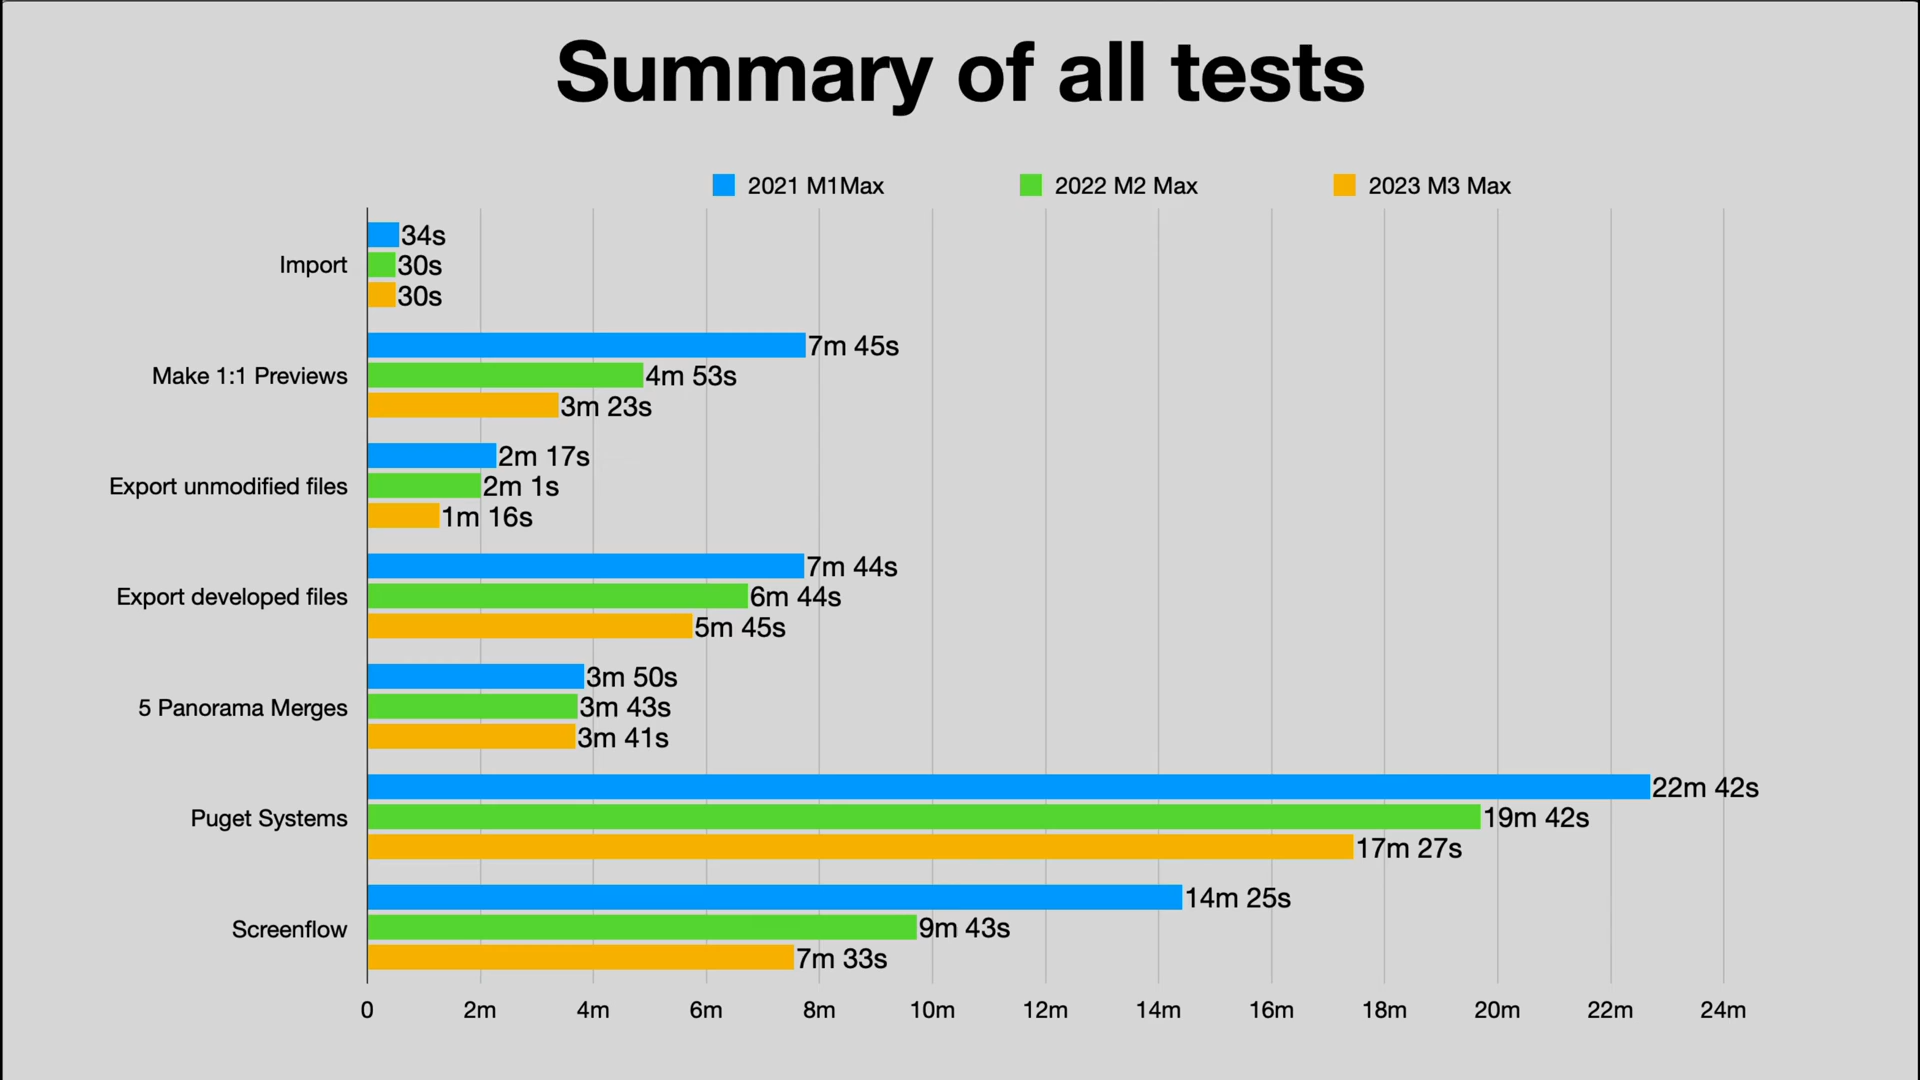 Summary of all tests
2021 M1Max
2022 M2 Max
2023 M3 Max
Import
34s
30s
30s
Make 1:1 Previews
7m 45s
4m 53s
3m 23s
Export unmodified files
2m 17s
2m 1s
1m 16s
Export developed files
7m 44s
6m 44s
5m 45s
5 Panorama Merges
3m 50s
3m 43s
3m 41s
Puget Systems
22m 42s
19m 42s
17m 27s
Screenflow
14m 25s
9m 43s
7m 33s
0 2m 4m 6m 8m 10m 12m 14m 16m 18m 20m 22m 24m